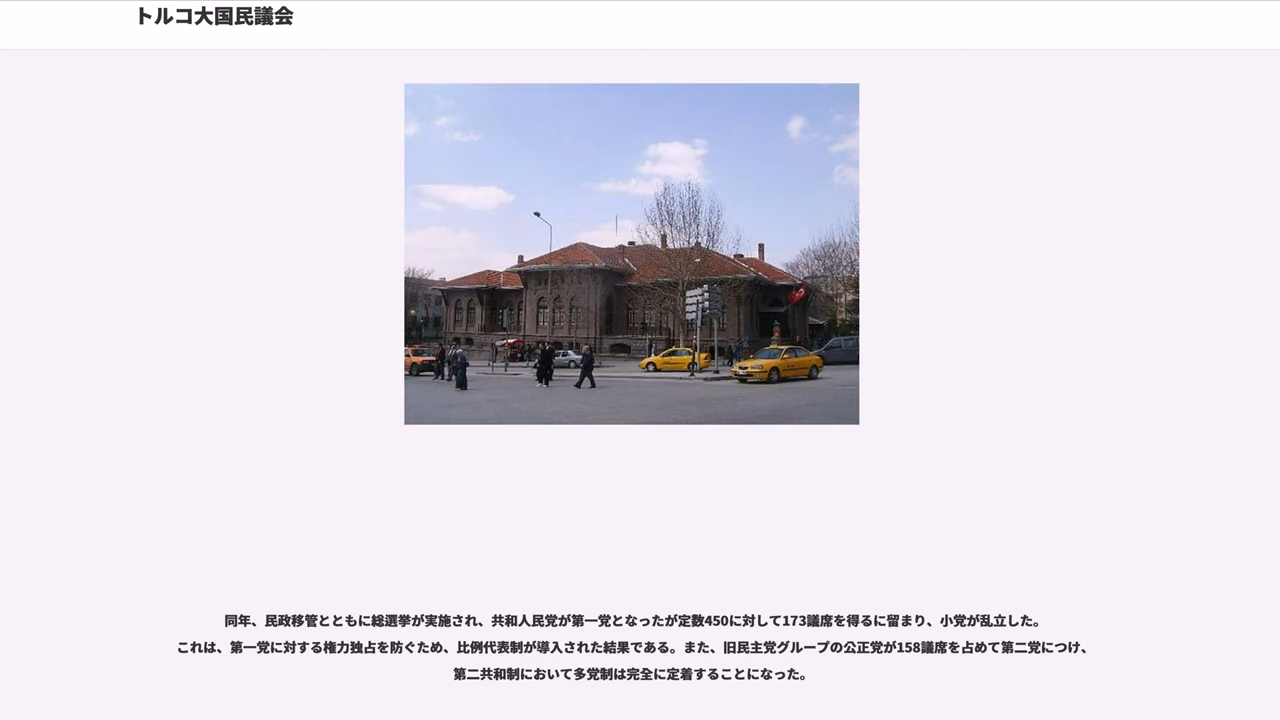 トルコ大国民議会
同年、民政移管とともに総選挙が実施され、共和人民党が第一党となったが定数450に対して173議席を得るに留まり、小党が乱立した。
これは、第一党に対する権力独占を防ぐため、比例代表制が導入された結果である。また、旧民主党グループの公正党が158議席を占めて第二党につけ、
第二共和制において多党制は完全に定着することになった。